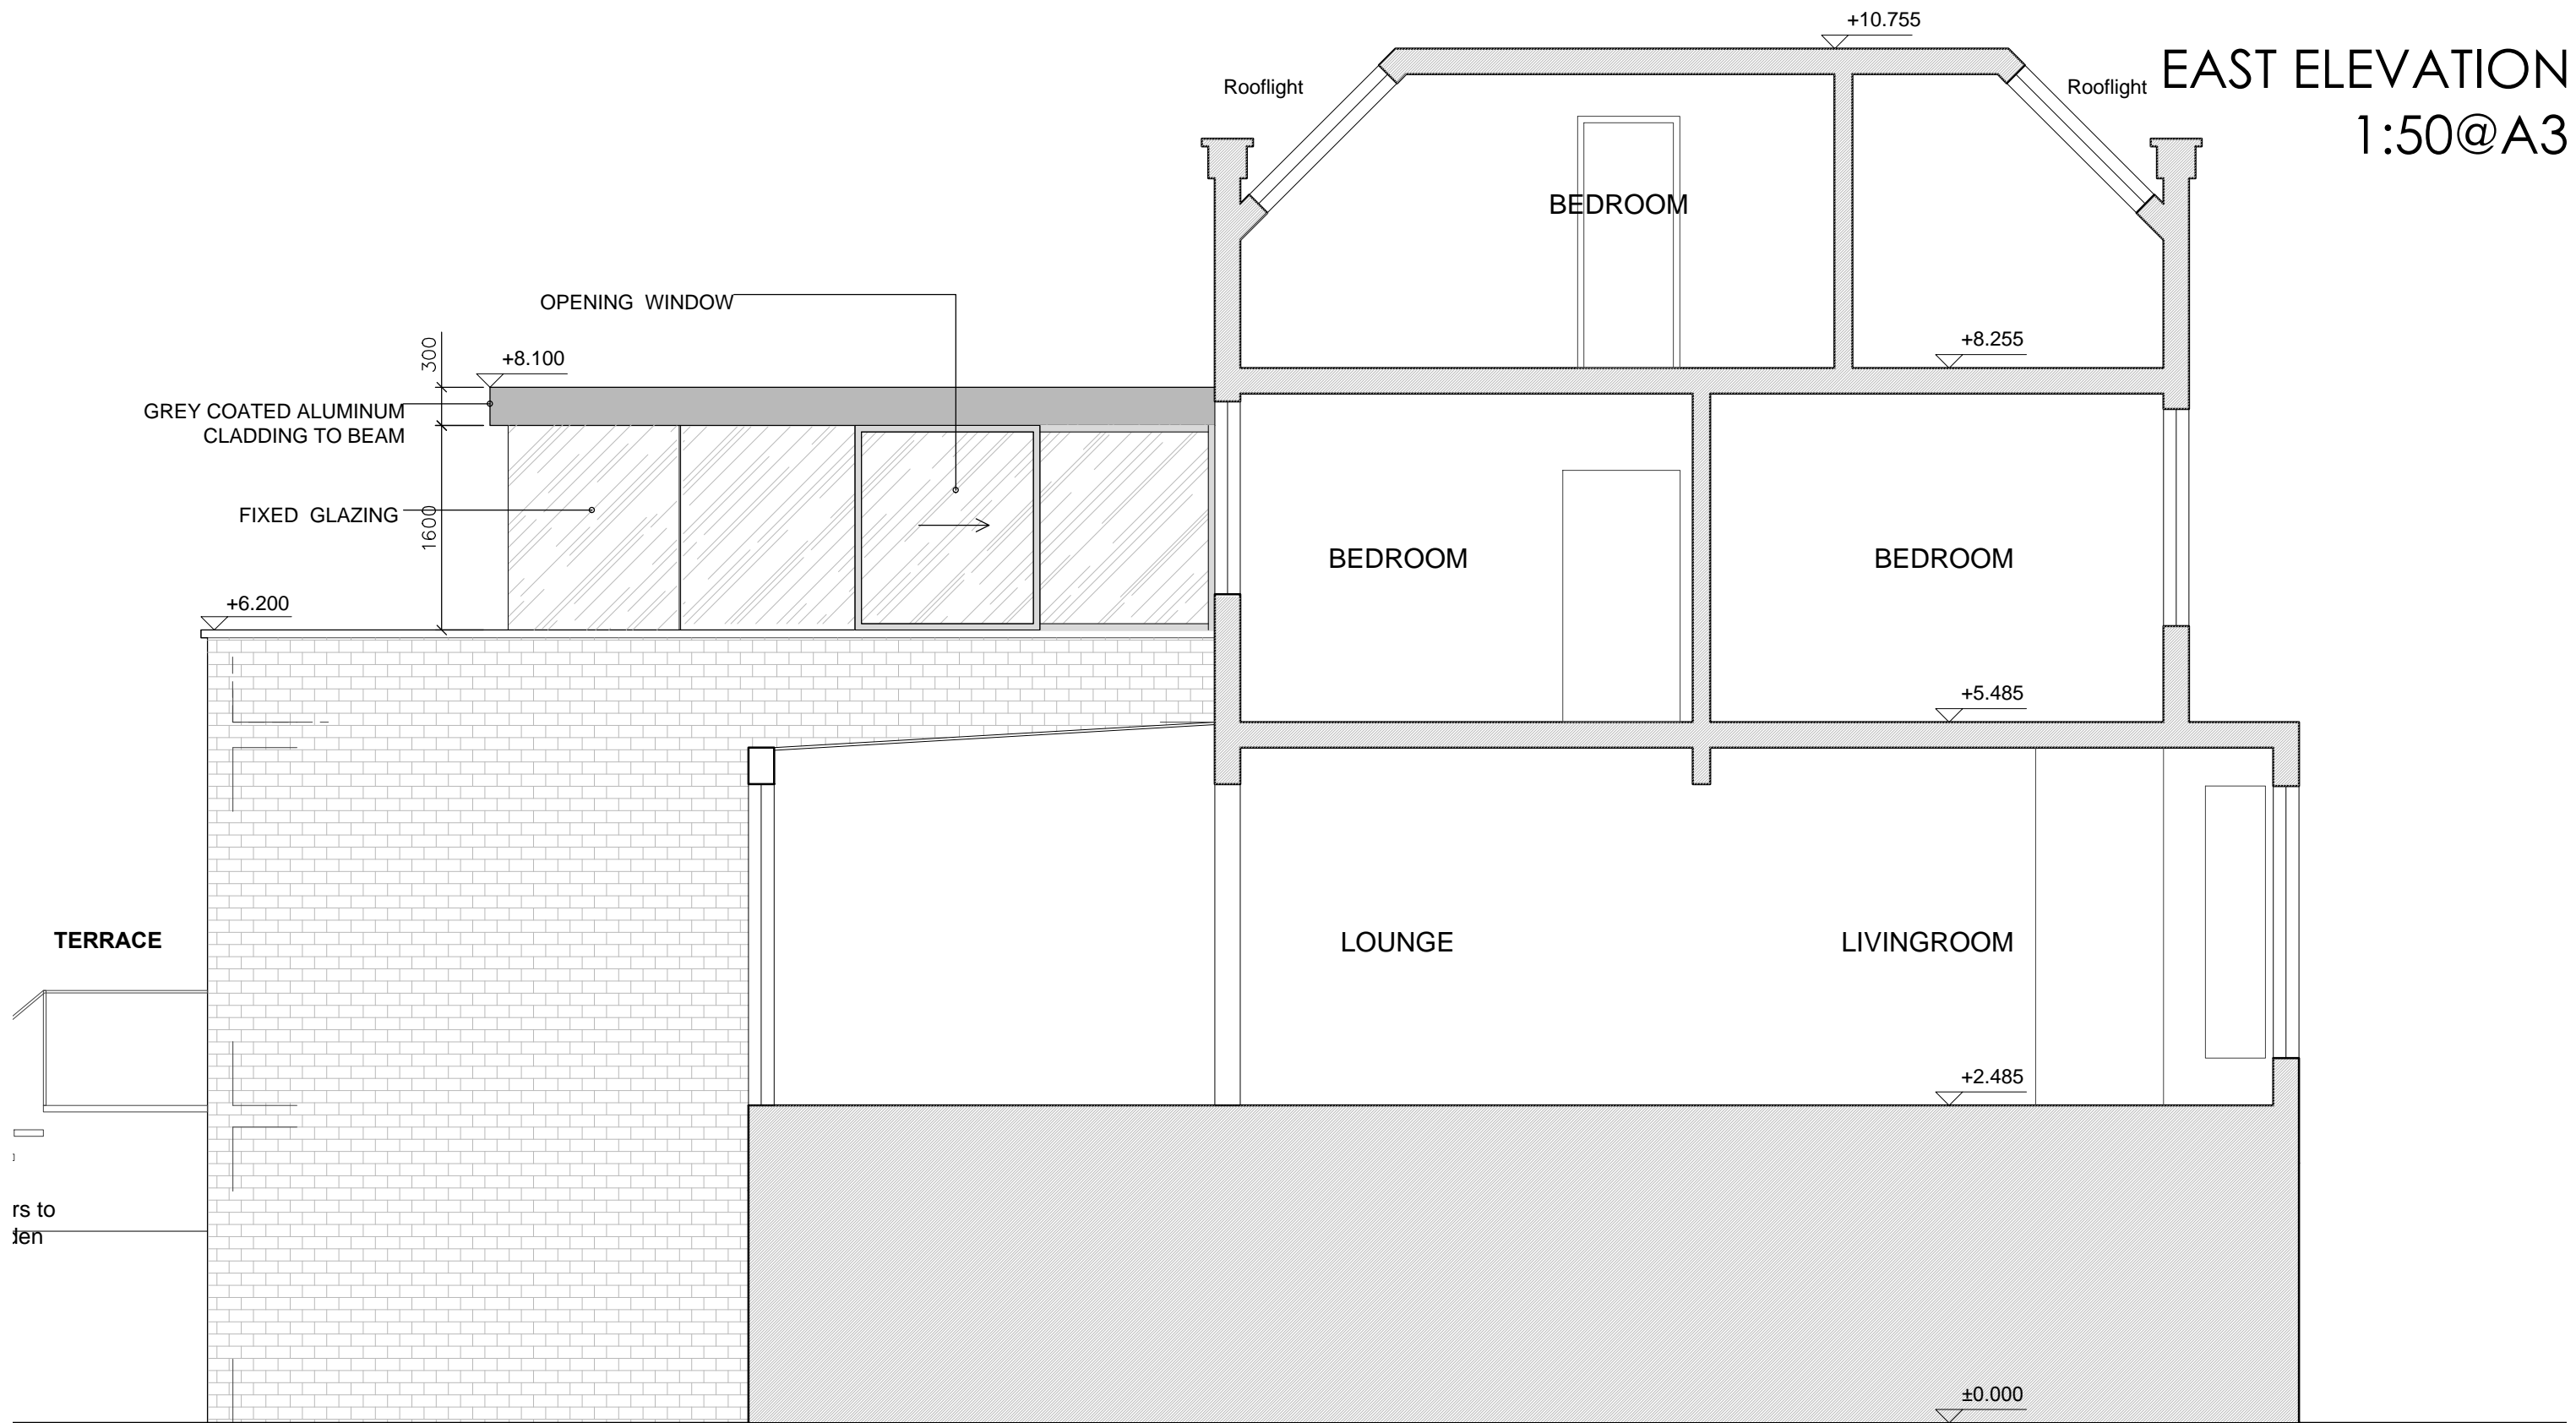 +10.755
EAST ELEVATION
1:50@A3
Rooflight
Rooflight
BEDROOM
OPENING WINDOW
+8.255
300
+8.100
GREY COATED ALUMINUM
CLADDING TO BEAM
FIXED GLAZING
1600
BEDROOM
BEDROOM
+6.200
+5.485
TERRACE
LOUNGE
LIVINGROOM
+2.485
rs to
den
±0.000